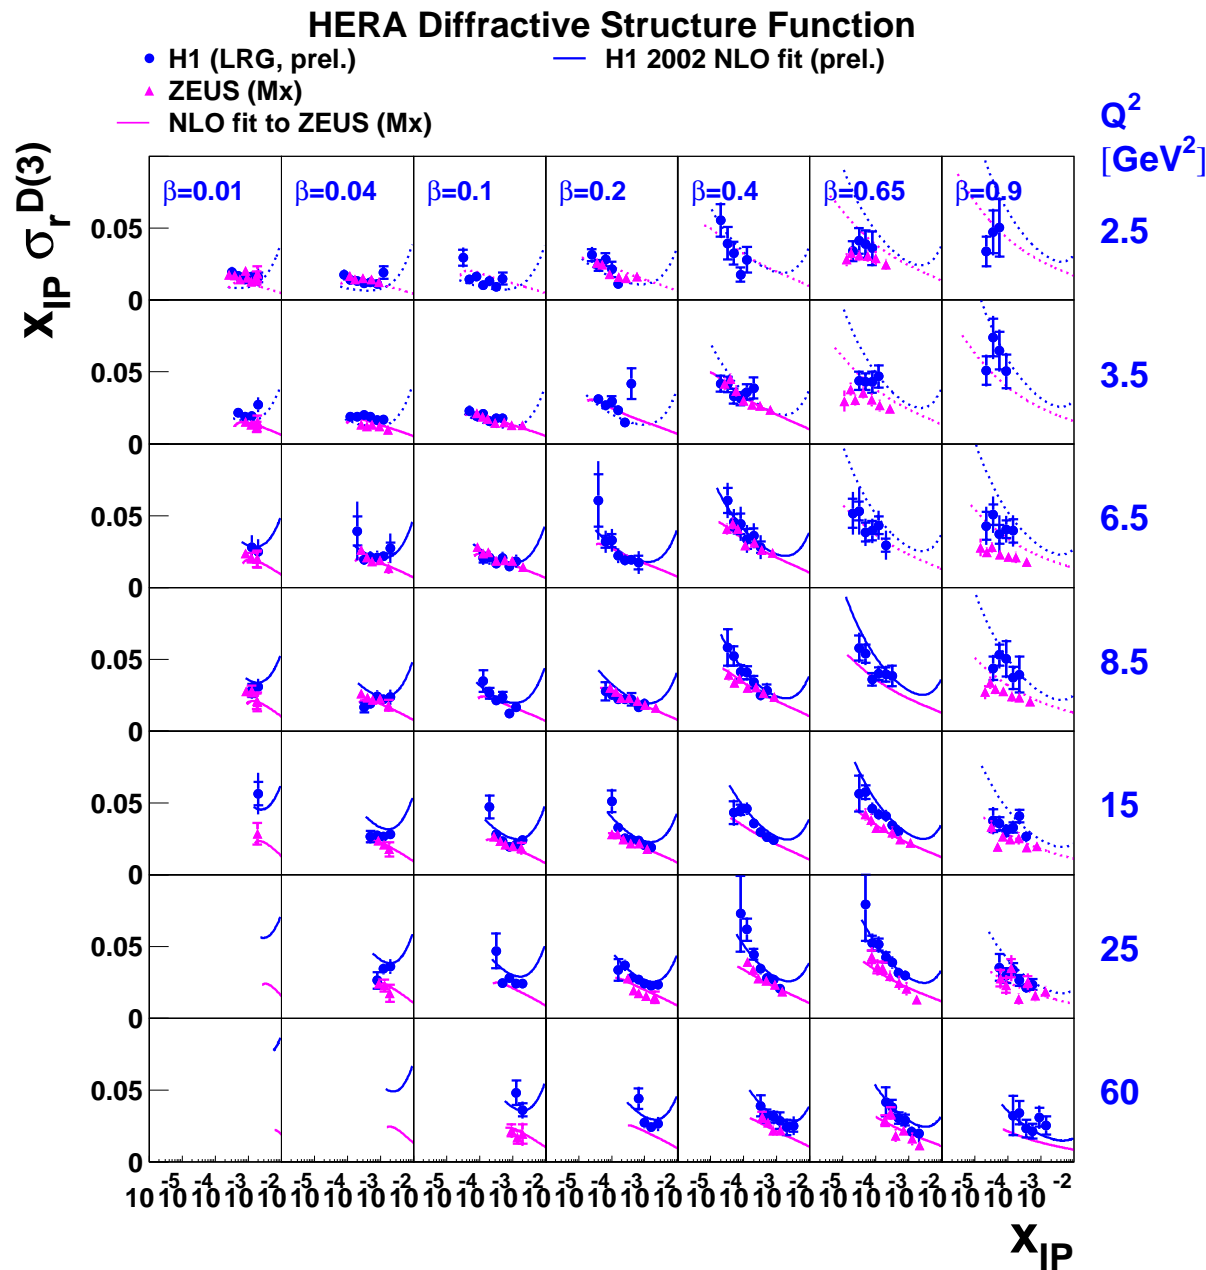 HERA Diffractive Structure Function
H1 (LRG, prel.) H1 2002 NLO fit (prel.)
ZEUS (Mx)
NLO fit to ZEUS (Mx)
Q² [GeV²]
x_IP σ_r^D(3)
β=0.01 β=0.04 β=0.1 β=0.2 β=0.4 β=0.65 β=0.9
0.05 2.5
0
0.05 3.5
0
0.05 6.5
0
0.05 8.5
0
0.05 15
0
0.05 25
0
0.05 60
0
10^-5 10^-4 10^-3 10^-2 10^-5 10^-4 10^-3 10^-2 10^-5 10^-4 10^-3 10^-2 10^-5 10^-4 10^-3 10^-2 10^-5 10^-4 10^-3 10^-2 10^-5 10^-4 10^-3 10^-2 10^-5 10^-4 10^-3 10^-2
x_IP